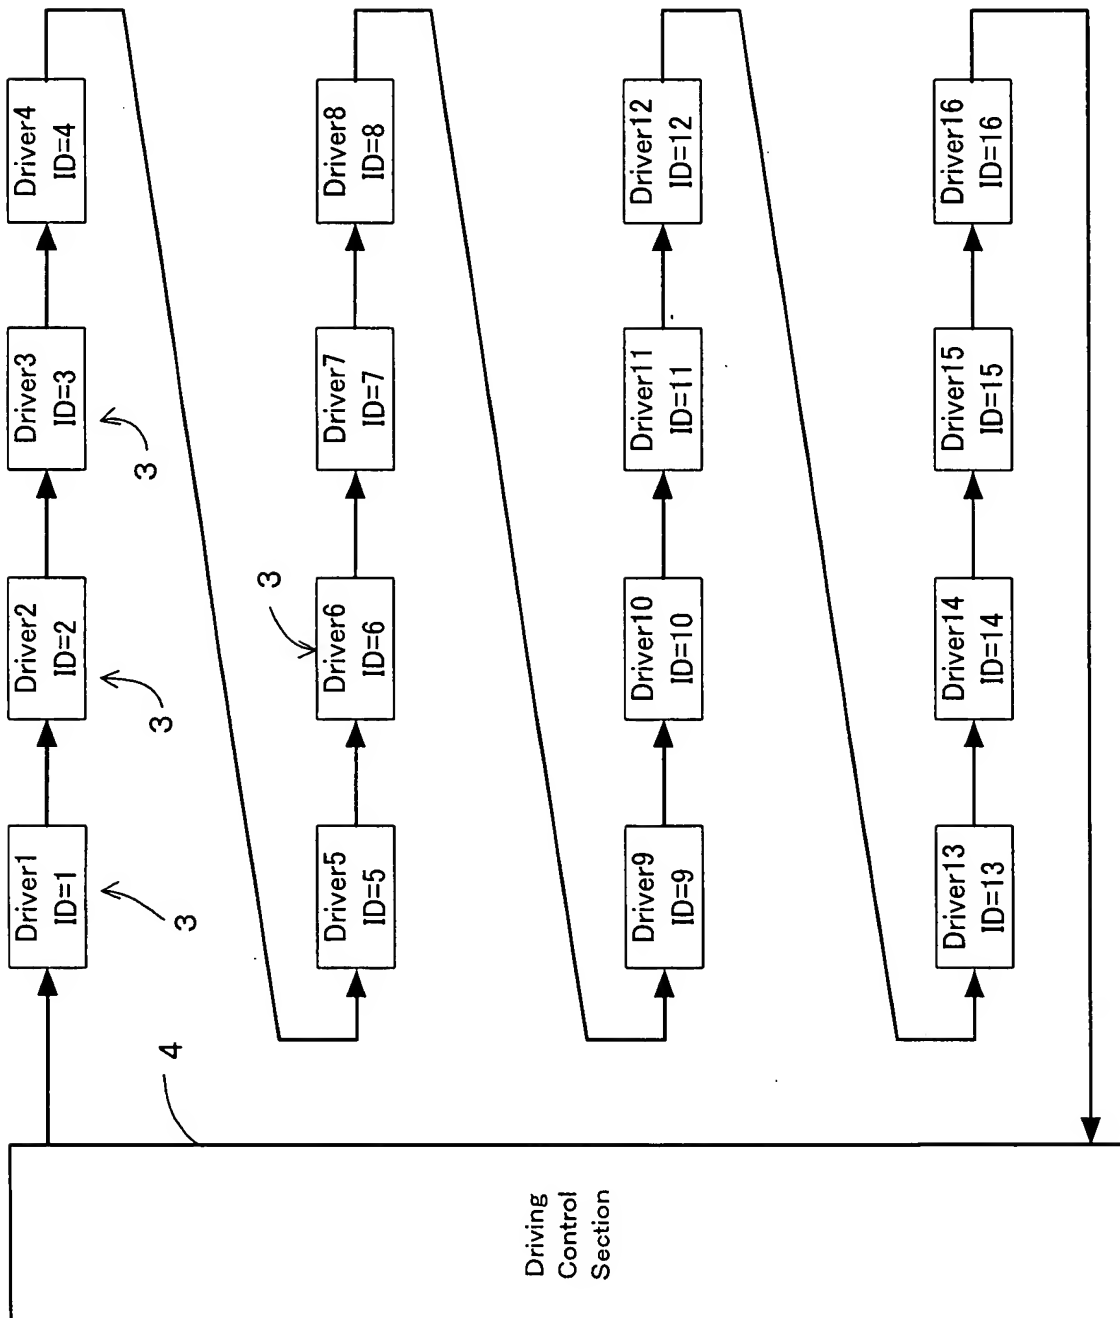 Driving
Control
Section
4
Driver1
ID=1
3
Driver2
ID=2
3
Driver3
ID=3
3
Driver4
ID=4
Driver5
ID=5
Driver6
ID=6
3
Driver7
ID=7
Driver8
ID=8
Driver9
ID=9
Driver10
ID=10
Driver11
ID=11
Driver12
ID=12
Driver13
ID=13
Driver14
ID=14
Driver15
ID=15
Driver16
ID=16